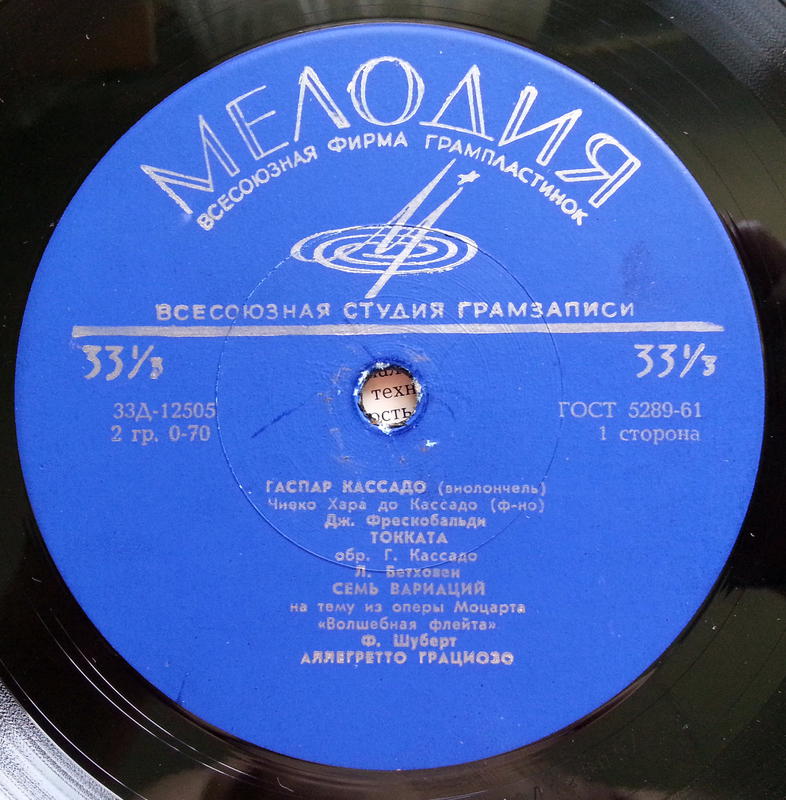 МЕЛОДИЯ
ВСЕСОЮЗНАЯ ФИРМА ГРАМПЛАСТИНОК
ВСЕСОЮЗНАЯ СТУДИЯ ГРАМЗАПИСИ
33⅓ 33⅓
33Д-12505 ГОСТ 5289-61
2 гр. 0-70 1 сторона
техн
ость
ГАСПАР КАССАДО (виолончель)
Чиеко Хара до Кассадо (ф-но)
Дж. Фрескобальди
ТОККАТА
обр. Г. Кассадо
Л. Бетховен
СЕМЬ ВАРИАЦИЙ
на тему из оперы Моцарта
«Волшебная флейта»
Ф. Шуберт
АЛЛЕГРЕТТО ГРАЦИОЗО